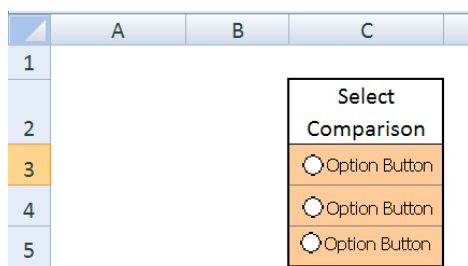 A B C
1
Select
2 Comparison
3 Option Button
4 Option Button
5 Option Button